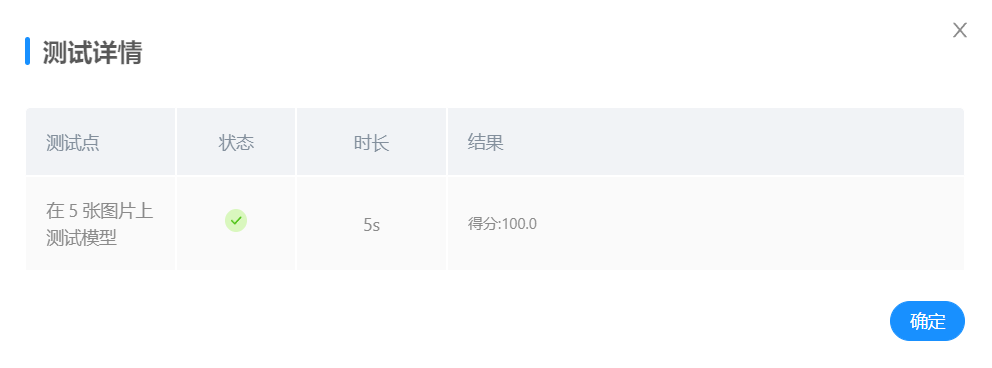 测试详情
测试点 状态 时长 结果
在 5 张图片上
测试模型
5s
得分:100.0
确定